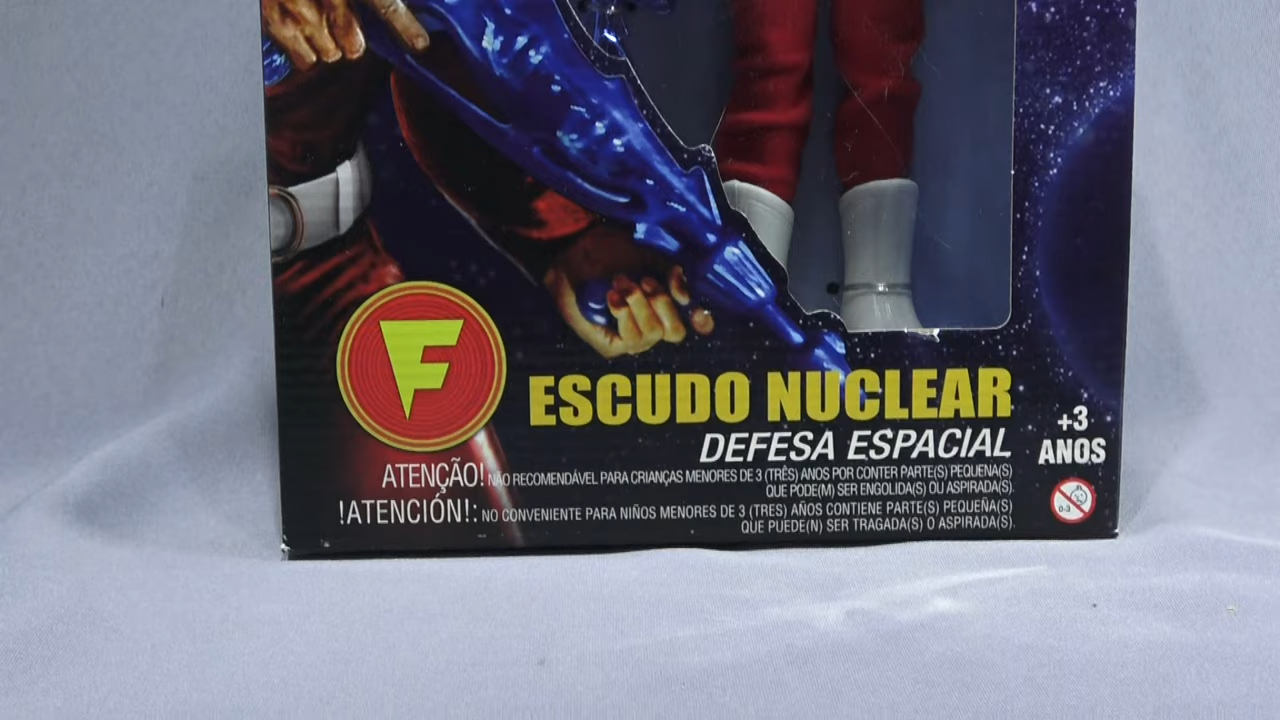 F
ESCUDO NUCLEAR
DEFESA ESPACIAL
+3
ANOS
ATENÇÃO! NÃO RECOMENDÁVEL PARA CRIANÇAS MENORES DE 3 (TRÊS) ANOS POR CONTER PARTE(S) PEQUENA(S)
QUE PODE(M) SER ENGOLIDA(S) OU ASPIRADA(S).
!ATENCIÓN!: NO CONVENIENTE PARA NIÑOS MENORES DE 3 (TRES) AÑOS CONTIENE PARTE(S) PEQUEÑA(S)
QUE PUEDE(N) SER TRAGADA(S) O ASPIRADA(S).
0-3